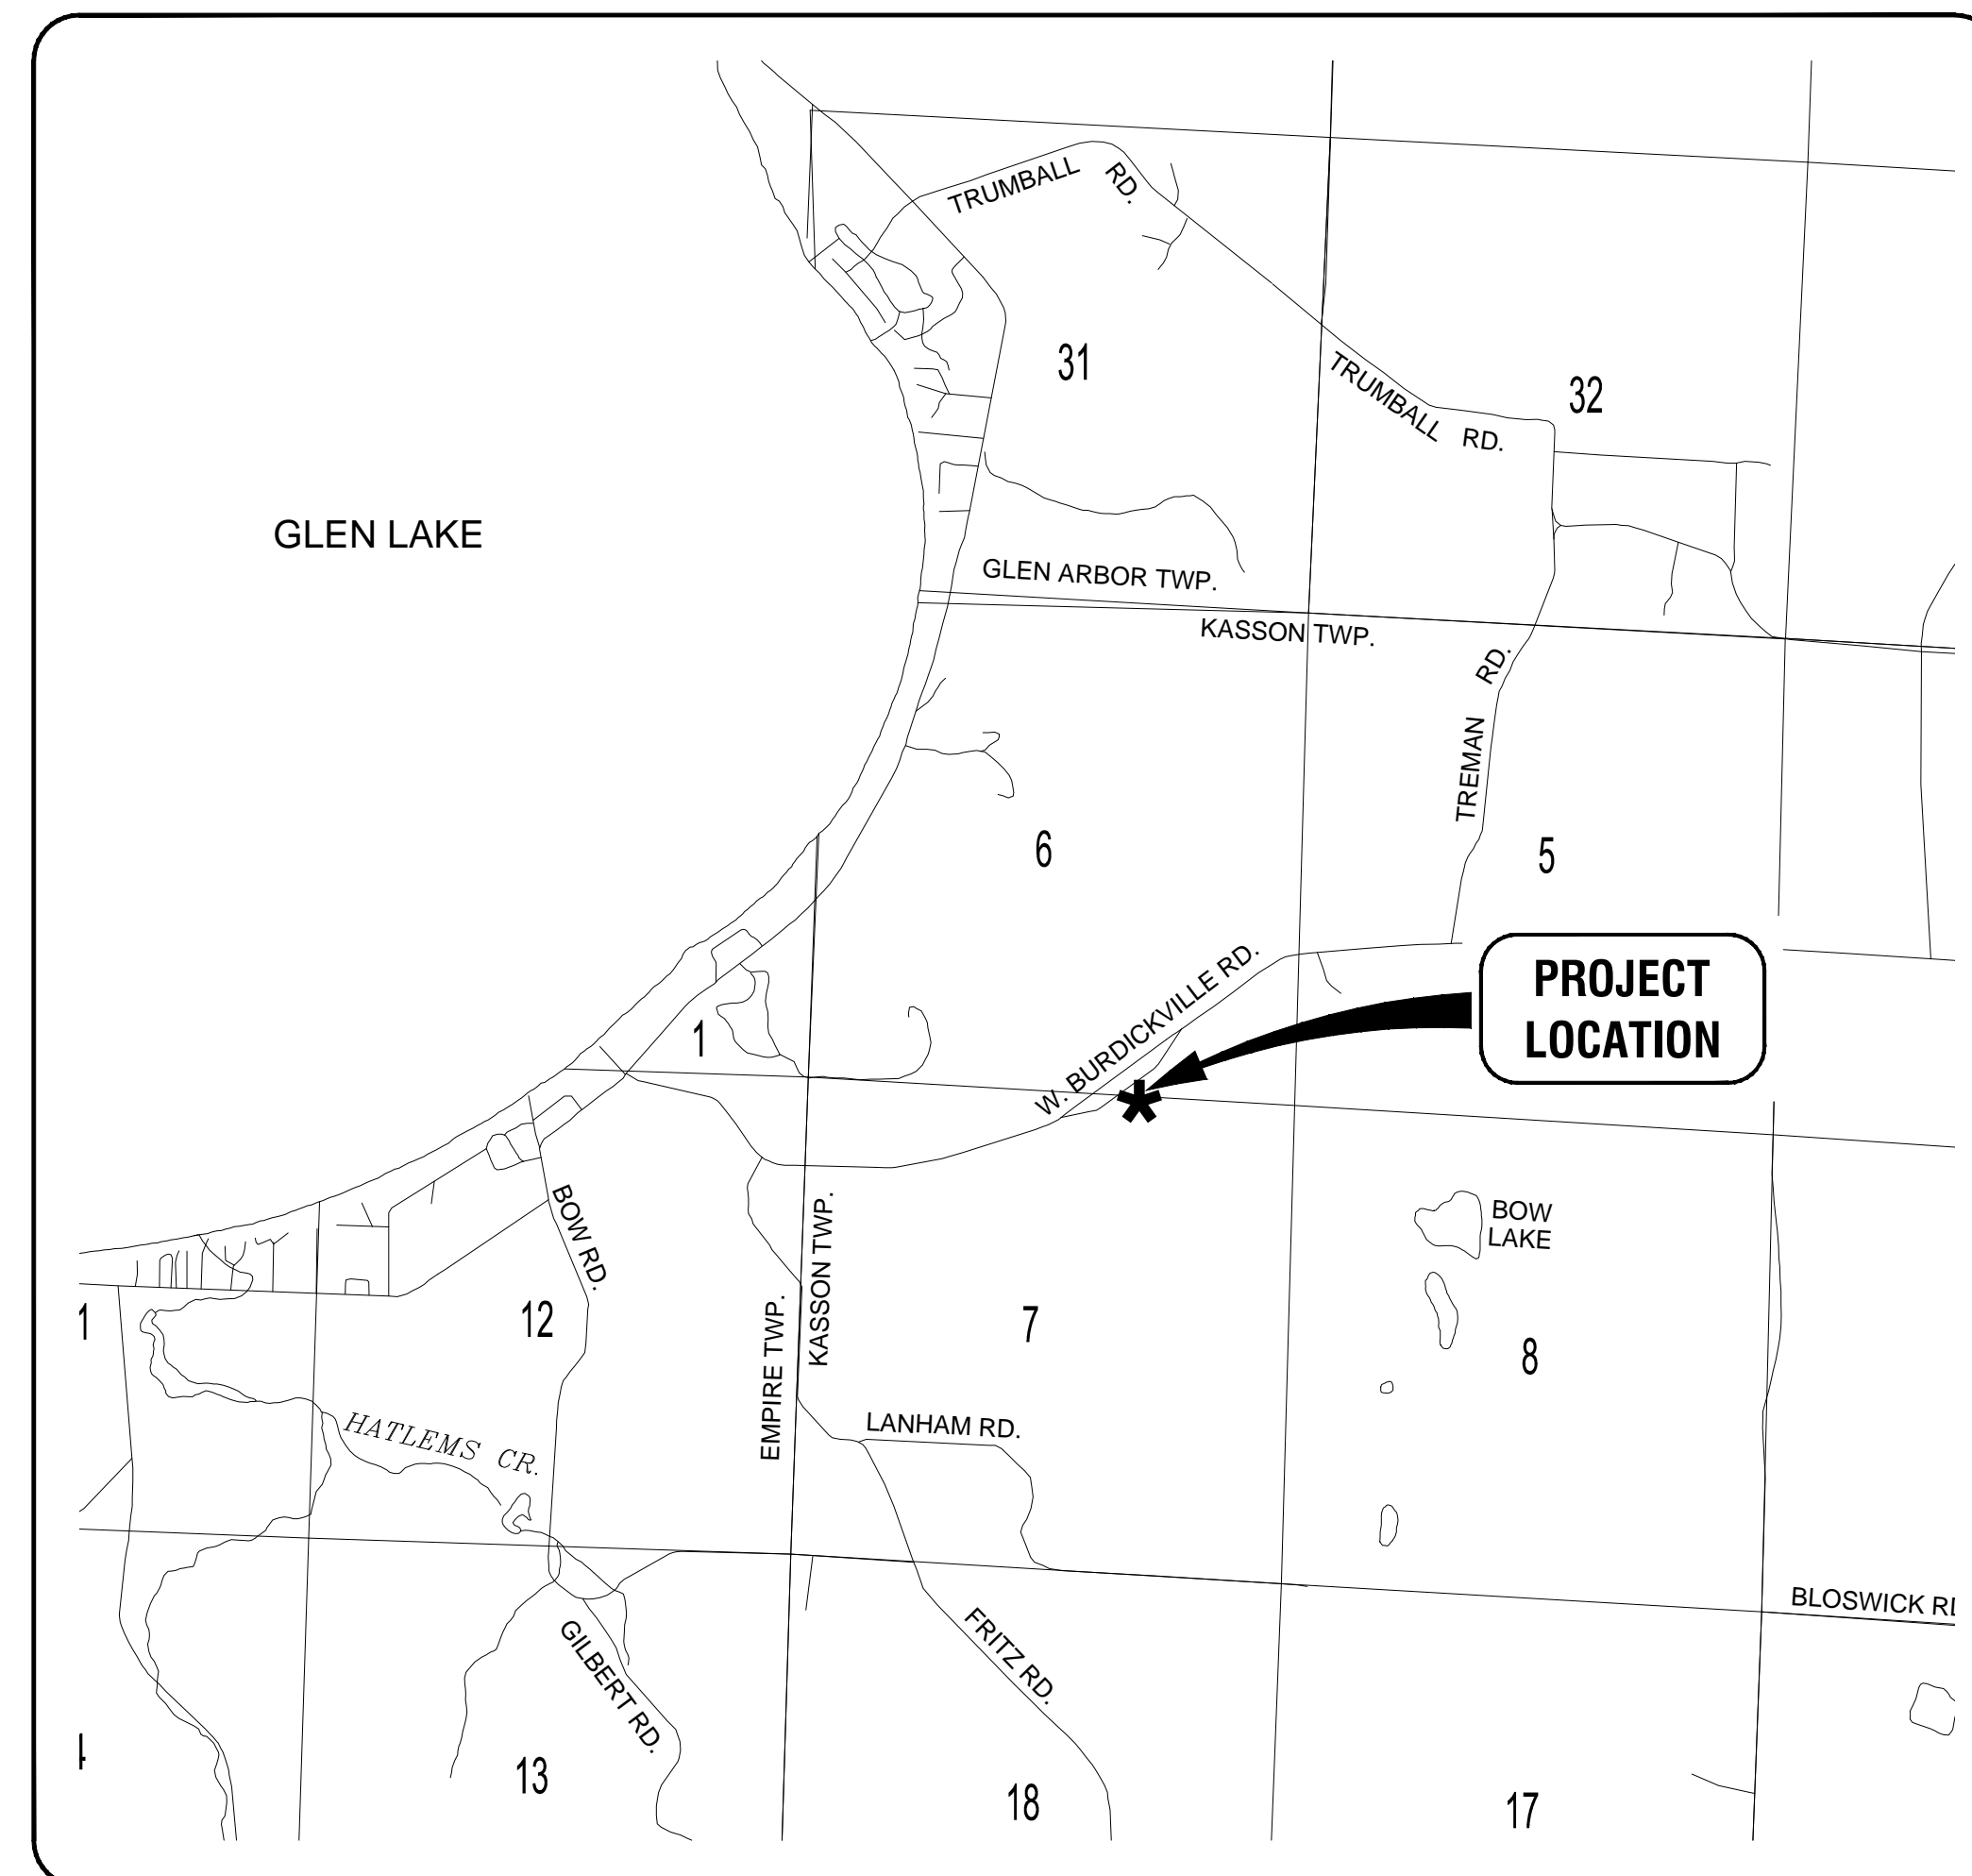 TRUMBALL RD.
31
TRUMBALL RD.
32
GLEN LAKE
GLEN ARBOR TWP.
KASSON TWP.
TREMAN RD.
6
5
W. BURDICKVILLE RD.
PROJECT
LOCATION
1
*
BOW RD.
KASSON TWP.
EMPIRE TWP.
BOW
LAKE
1
12
7
8
HATLEMS CR.
LANHAM RD.
BLOSWICK
FRITZ RD.
GILBERT RD.
13
18
17